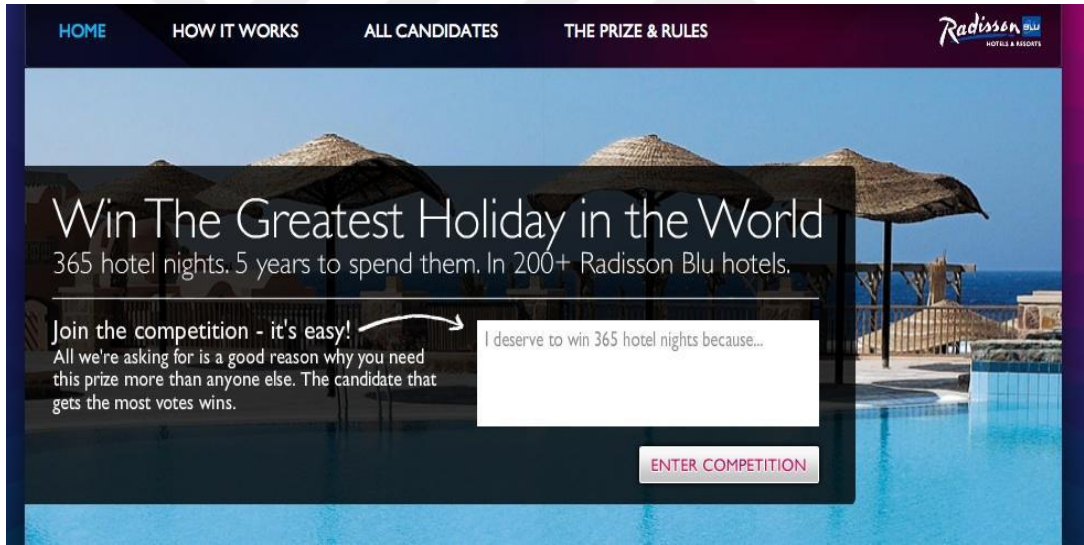 HOME HOW IT WORKS ALL CANDIDATES THE PRIZE & RULES
Radisson BLU
HOTELS & RESORTS
Win The Greatest Holiday in the World
365 hotel nights. 5 years to spend them. In 200+ Radisson Blu hotels.
Join the competition - it's easy!
All we're asking for is a good reason why you need
this prize more than anyone else. The candidate that
gets the most votes wins.
I deserve to win 365 hotel nights because...
ENTER COMPETITION